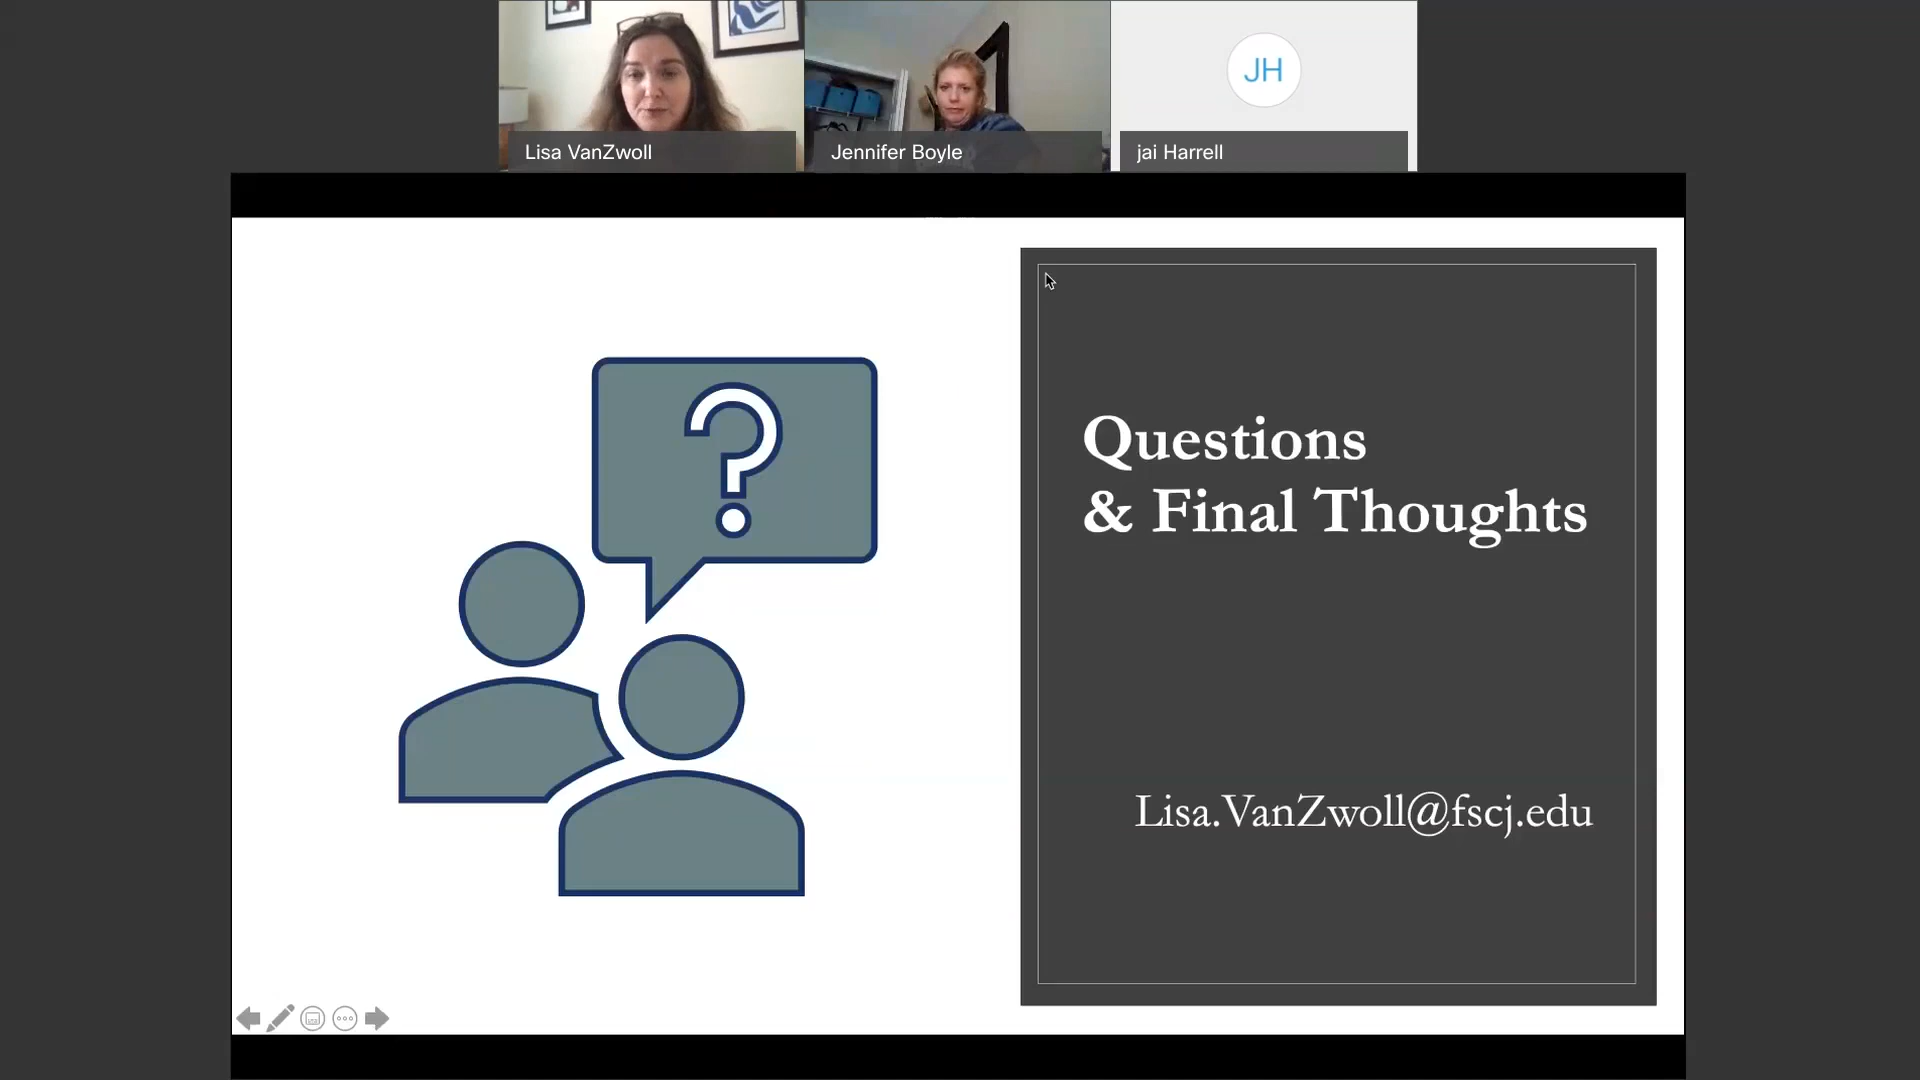 JH
Lisa VanZwoll
Jennifer Boyle
jai Harrell
?
Questions
& Final Thoughts
Lisa.VanZwoll@fscj.edu